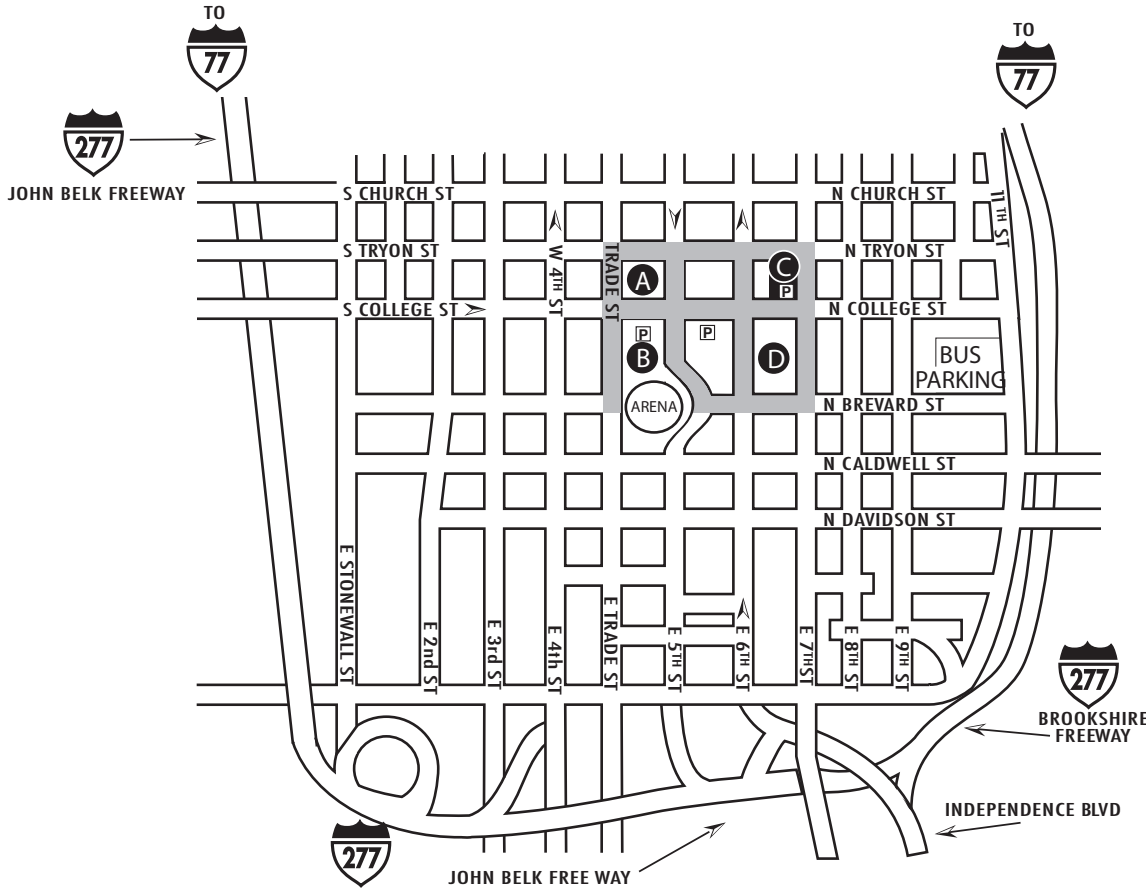 TO
77
TO
77
277
JOHN BELK FREEWAY
S CHURCH ST
N CHURCH ST
11TH ST
S TRYON ST
W 4TH ST
TRADE ST
N TRYON ST
A
C
P
S COLLEGE ST
N COLLEGE ST
P
P
B
D
BUS
PARKING
ARENA
N BREVARD ST
N CALDWELL ST
N DAVIDSON ST
E STONEWALL ST
E 2nd ST
E 3rd ST
E 4th ST
E TRADE ST
E 5TH ST
E 6TH ST
E 7TH ST
E 8TH ST
E 9TH ST
277
BROOKSHIRE
FREEWAY
INDEPENDENCE BLVD
277
JOHN BELK FREE WAY